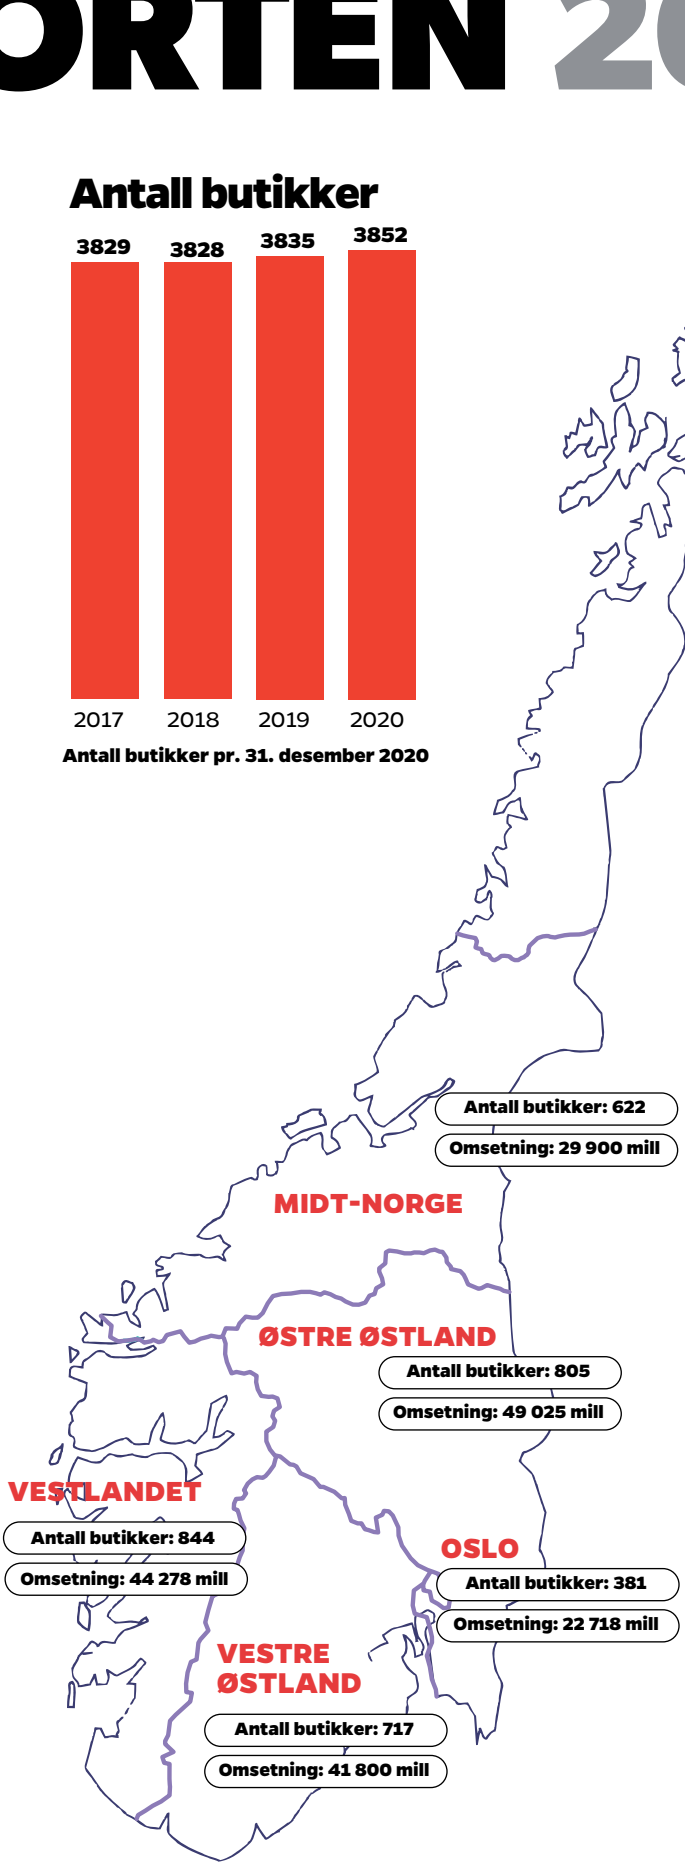 ORTEN 20
Antall butikker
3829 3828 3835 3852
2017 2018 2019 2020
Antall butikker pr. 31. desember 2020
Antall butikker: 622
Omsetning: 29 900 mill
MIDT-NORGE
ØSTRE ØSTLAND
Antall butikker: 805
Omsetning: 49 025 mill
VESTLANDET
Antall butikker: 844
Omsetning: 44 278 mill
OSLO
Antall butikker: 381
Omsetning: 22 718 mill
VESTRE
ØSTLAND
Antall butikker: 717
Omsetning: 41 800 mill